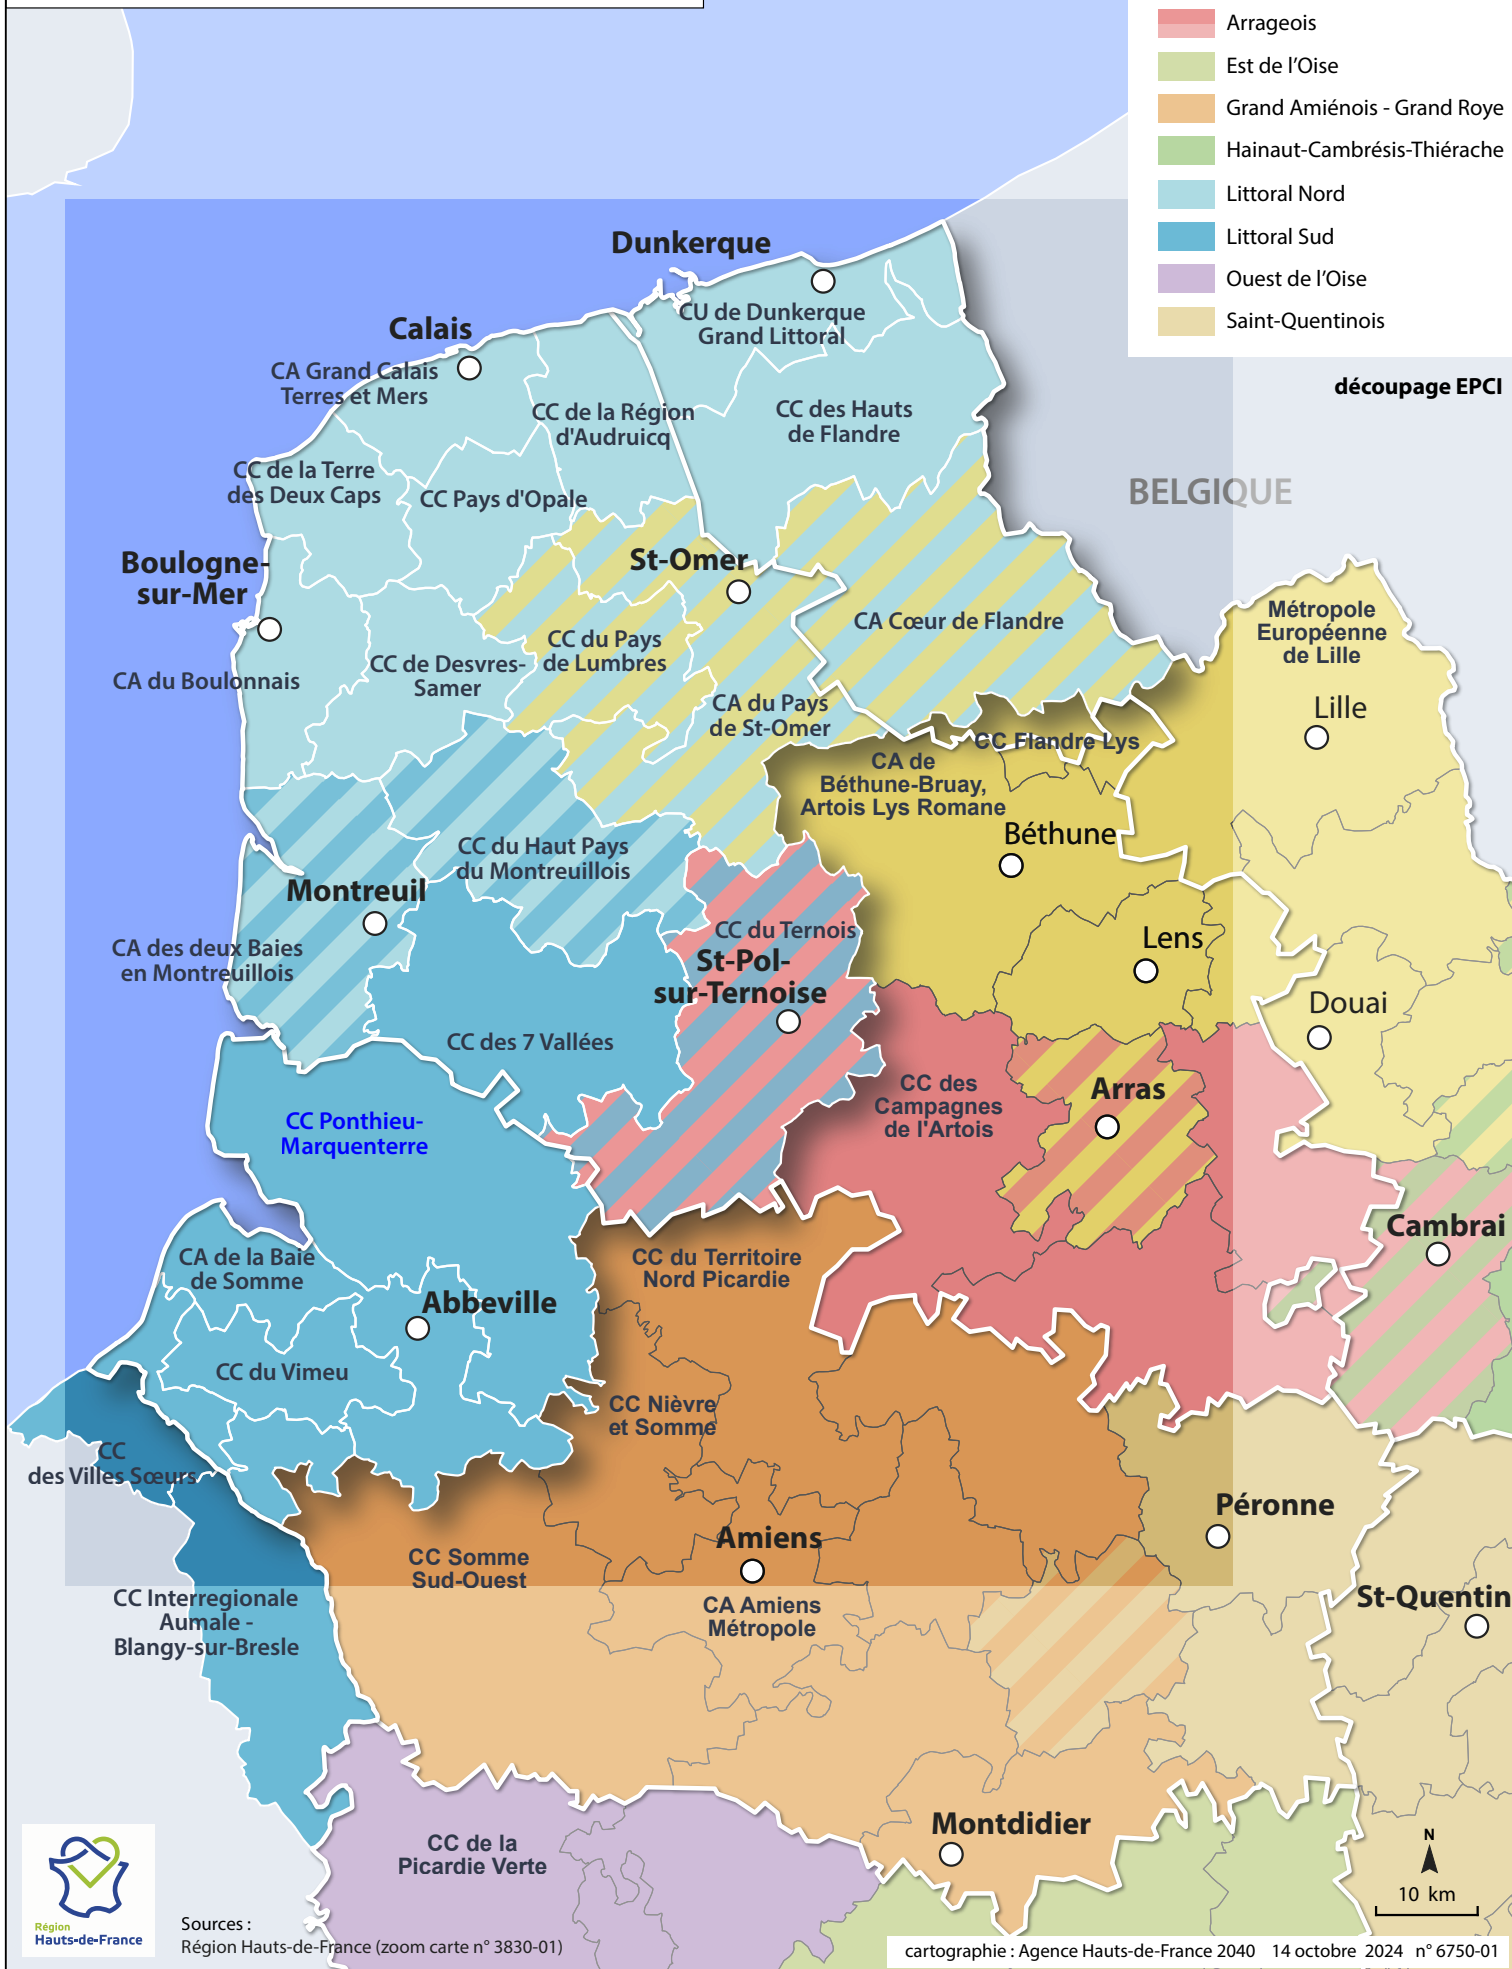 Arrageois
Est de l'Oise
Grand Amiénois - Grand Roye
Hainaut-Cambrésis-Thiérache
Littoral Nord
Littoral Sud
Ouest de l'Oise
Saint-Quentinois
découpage EPCI
Dunkerque
CU de Dunkerque
Grand Littoral
Calais
CA Grand Calais
Terres et Mers
CC de la Région
d'Audruicq
CC des Hauts
de Flandre
CC de la Terre
des Deux Caps
CC Pays d'Opale
BELGIQUE
Boulogne-
sur-Mer
St-Omer
CA Cœur de Flandre
Métropole
Européenne
de Lille
CC du Pays
de Lumbres
CC de Desvres-
Samer
CA du Boulonnais
CA du Pays
de St-Omer
Lille
CC Flandre Lys
CA de
Béthune-Bruay,
Artois Lys Romane
Béthune
CC du Haut Pays
du Montreuillois
Montreuil
CA des deux Baies
en Montreuillois
CC du Ternois
St-Pol-
sur-Ternoise
Lens
Douai
CC des 7 Vallées
CC des
Campagnes
de l'Artois
Arras
CC Ponthieu-
Marquenterre
Cambrai
CA de la Baie
de Somme
CC du Territoire
Nord Picardie
Abbeville
CC du Vimeu
CC Nièvre
et Somme
CC
des Villes Sœurs
Péronne
Amiens
CC Somme
Sud-Ouest
CA Amiens
Métropole
St-Quentin
CC Interregionale
Aumale -
Blangy-sur-Bresle
Montdidier
CC de la
Picardie Verte
N
10 km
Région
Hauts-de-France
Sources :
Région Hauts-de-France (zoom carte n° 3830-01)
cartographie : Agence Hauts-de-France 2040 14 octobre 2024 n° 6750-01